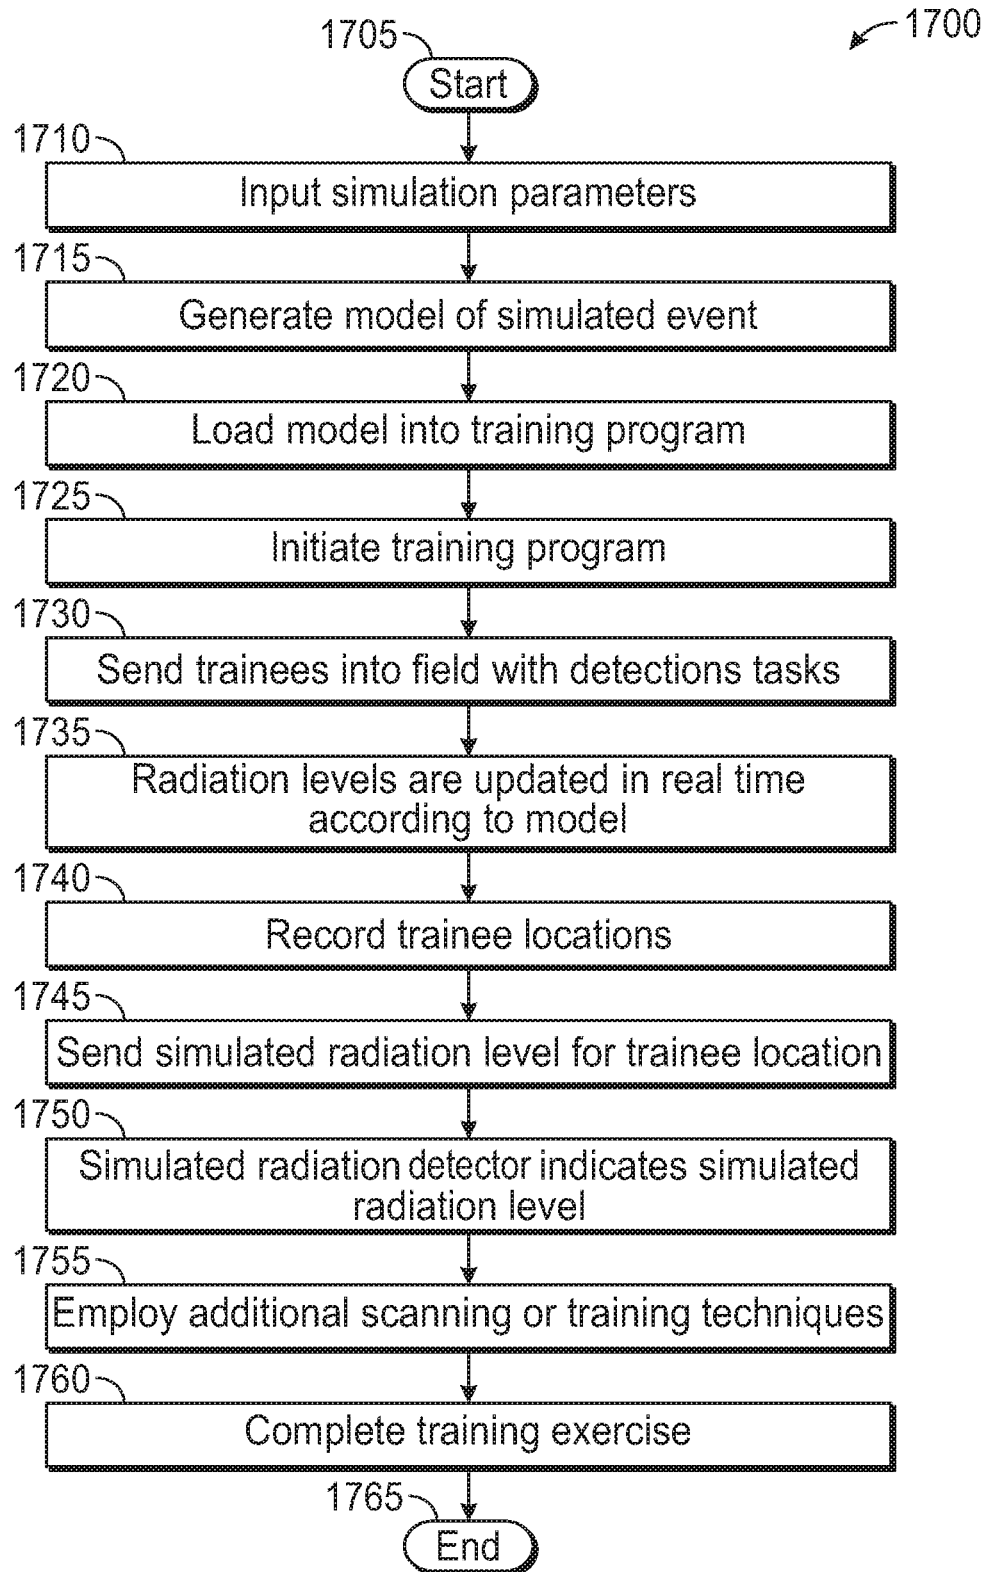 1700
1705
Start
1710
Input simulation parameters
1715
Generate model of simulated event
1720
Load model into training program
1725
Initiate training program
1730
Send trainees into field with detections tasks
1735
Radiation levels are updated in real time
according to model
1740
Record trainee locations
1745
Send simulated radiation level for trainee location
1750
Simulated radiation detector indicates simulated
radiation level
1755
Employ additional scanning or training techniques
1760
Complete training exercise
1765
End